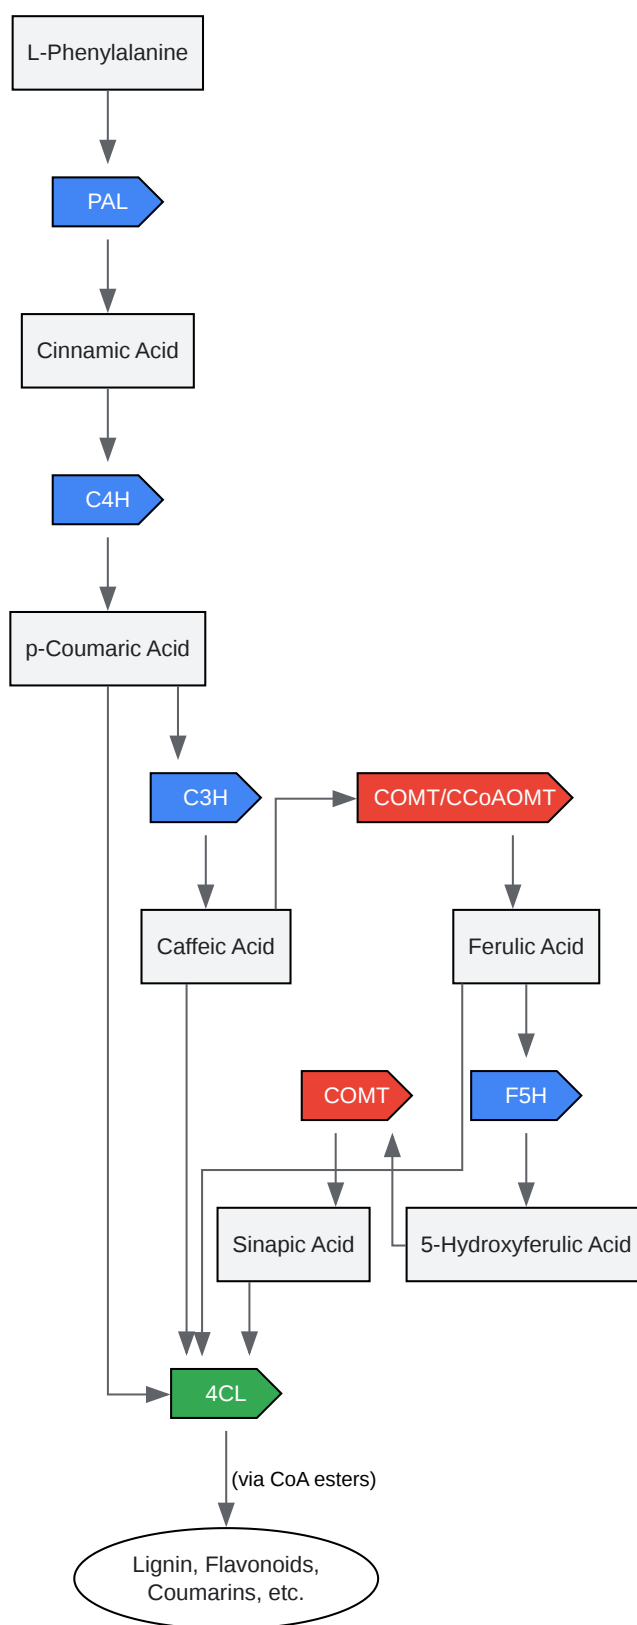 L-Phenylalanine
PAL
Cinnamic Acid
C4H
p-Coumaric Acid
C3H
COMT/CCoAOMT
Caffeic Acid
Ferulic Acid
COMT
F5H
Sinapic Acid
5-Hydroxyferulic Acid
4CL
(via CoA esters)
Lignin, Flavonoids,
Coumarins, etc.